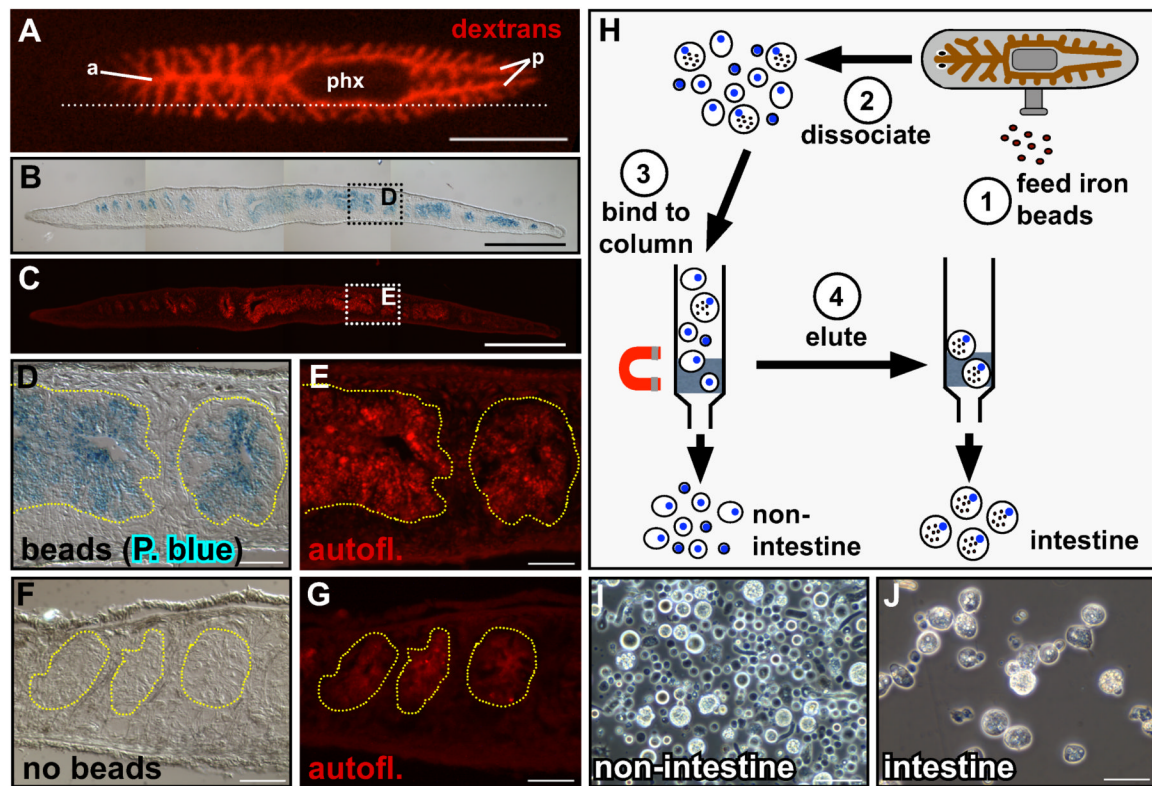 A
dextrans
a
phx
p
B
D
C
E
D
beads (P. blue)
E
autofl.
F
no beads
G
autofl.
H
1
feed iron
beads
2
dissociate
3
bind to
column
4
elute
non-
intestine
intestine
I
non-intestine
J
intestine